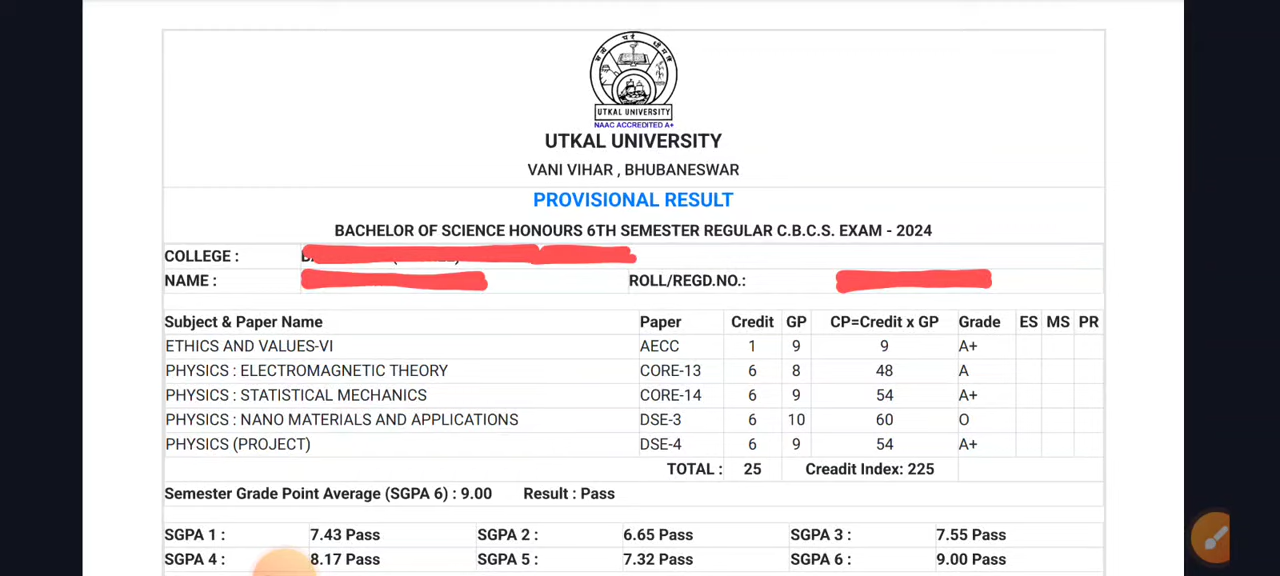 UTKAL UNIVERSITY
NAAC ACCREDITED A+
UTKAL UNIVERSITY
VANI VIHAR , BHUBANESWAR
PROVISIONAL RESULT
BACHELOR OF SCIENCE HONOURS 6TH SEMESTER REGULAR C.B.C.S. EXAM - 2024
COLLEGE :
NAME : ROLL/REGD.NO.:
Subject & Paper Name Paper Credit GP CP=Credit x GP Grade ES MS PR
ETHICS AND VALUES-VI AECC 1 9 9 A+
PHYSICS : ELECTROMAGNETIC THEORY CORE-13 6 8 48 A
PHYSICS : STATISTICAL MECHANICS CORE-14 6 9 54 A+
PHYSICS : NANO MATERIALS AND APPLICATIONS DSE-3 6 10 60 O
PHYSICS (PROJECT) DSE-4 6 9 54 A+
TOTAL : 25 Creadit Index: 225
Semester Grade Point Average (SGPA 6) : 9.00 Result : Pass
SGPA 1 : 7.43 Pass SGPA 2 : 6.65 Pass SGPA 3 : 7.55 Pass
SGPA 4 : 8.17 Pass SGPA 5 : 7.32 Pass SGPA 6 : 9.00 Pass